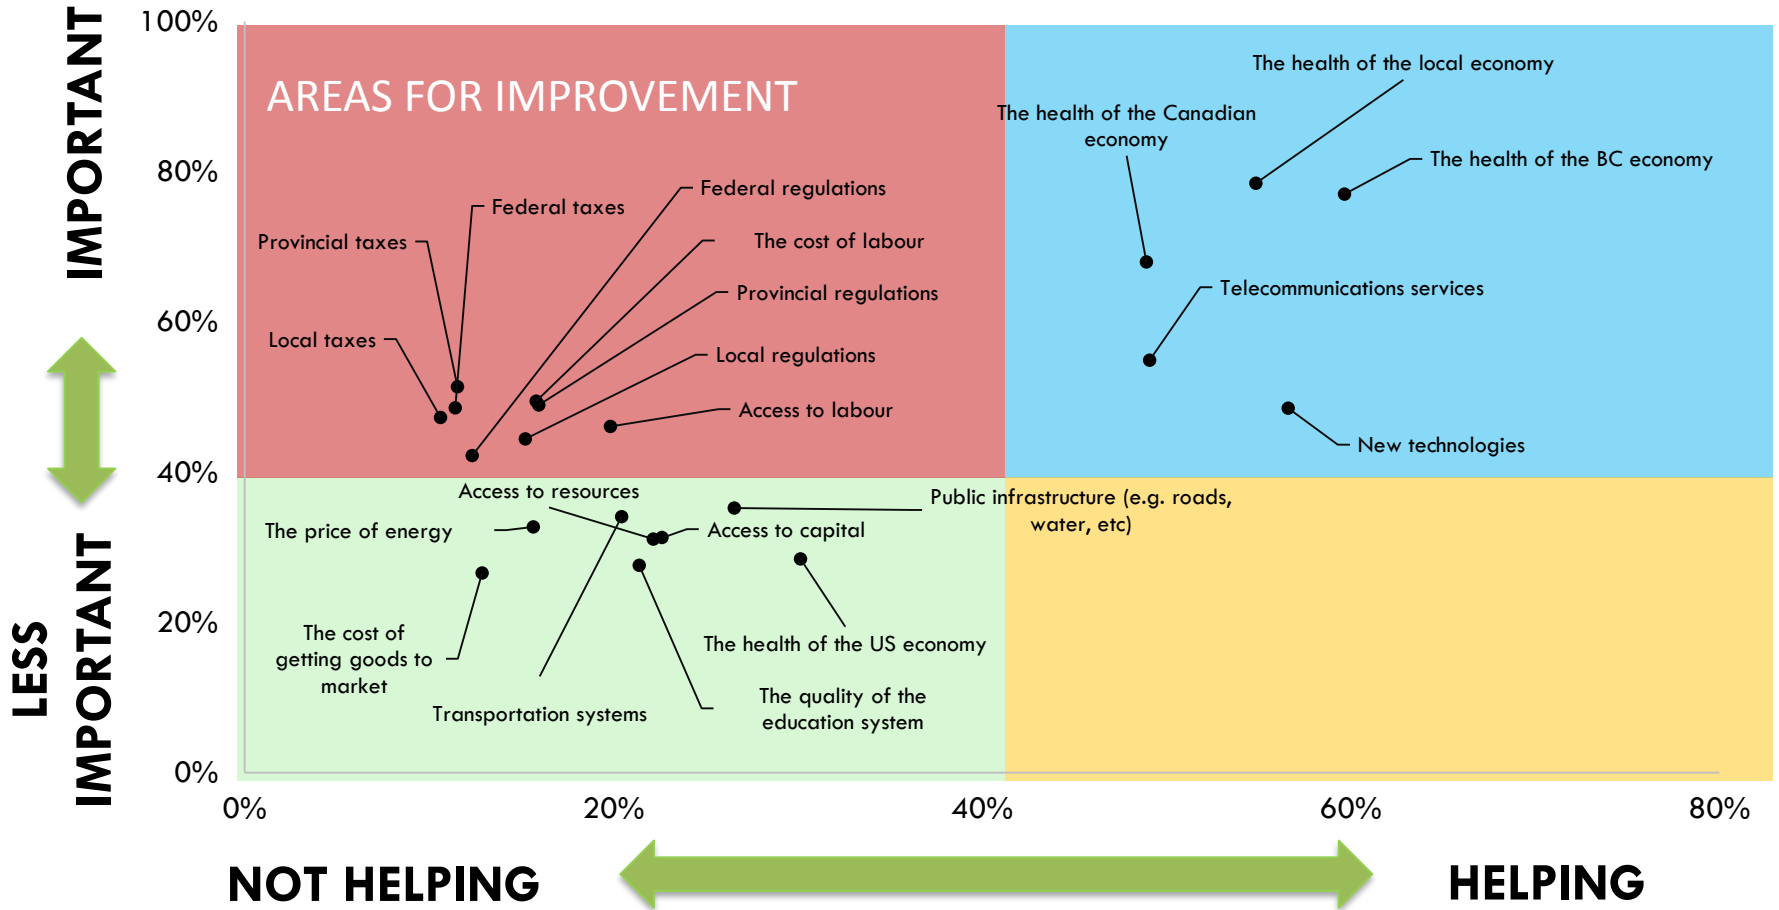 IMPORTANT
LESS
IMPORTANT
100%
80%
60%
40%
20%
0%
AREAS FOR IMPROVEMENT
The health of the local economy
The health of the Canadian
economy
The health of the BC economy
Federal regulations
Federal taxes
Provincial taxes
The cost of labour
Telecommunications services
Provincial regulations
Local taxes
Local regulations
Access to labour
New technologies
Access to resources
Public infrastructure (e.g. roads,
water, etc)
The price of energy
Access to capital
The cost of
getting goods to
market
The health of the US economy
Transportation systems
The quality of the
education system
0%
20%
40%
60%
80%
NOT HELPING
HELPING